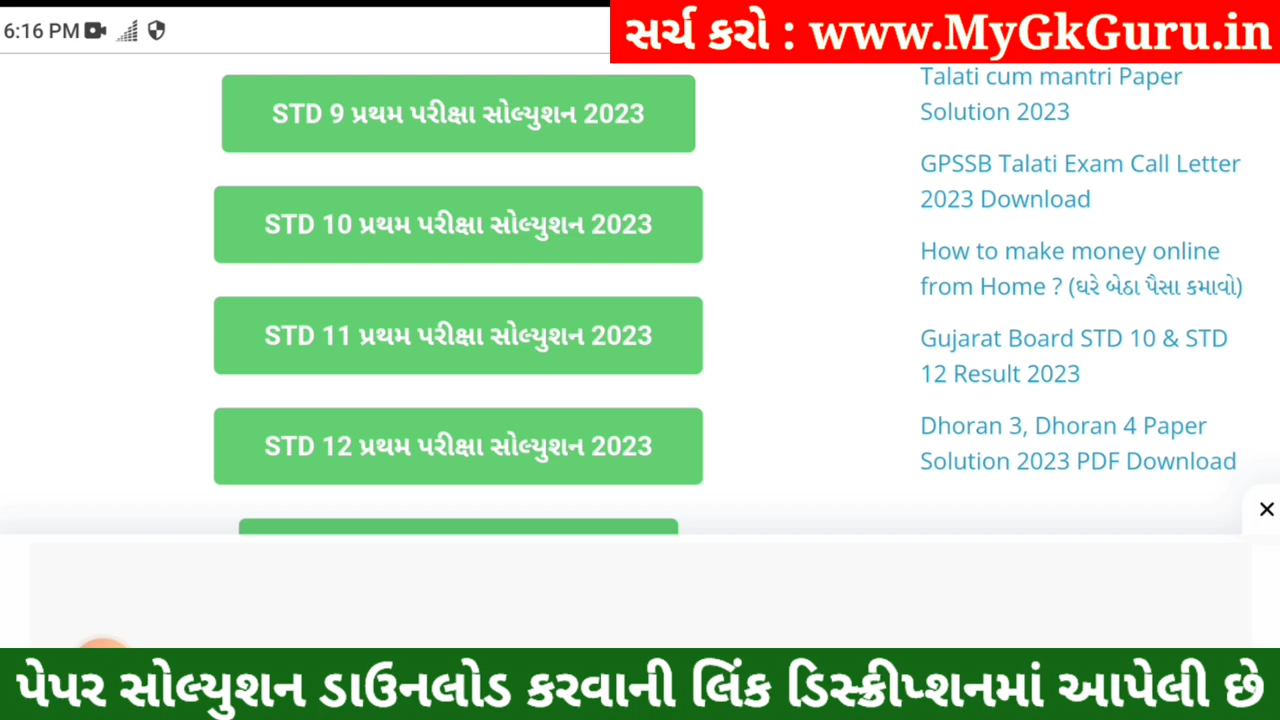 6:16 PM
સર્ચ કરો : www.MyGkGuru.in
STD 9 પ્રથમ પરીક્ષા સોલ્યુશન 2023
STD 10 પ્રથમ પરીક્ષા સોલ્યુશન 2023
STD 11 પ્રથમ પરીક્ષા સોલ્યુશન 2023
STD 12 પ્રથમ પરીક્ષા સોલ્યુશન 2023
Talati cum mantri Paper
Solution 2023
GPSSB Talati Exam Call Letter
2023 Download
How to make money online
from Home ? (ઘરે બેઠા પૈસા કમાવો)
Gujarat Board STD 10 & STD
12 Result 2023
Dhoran 3, Dhoran 4 Paper
Solution 2023 PDF Download
પેપર સોલ્યુશન ડાઉનલોડ કરવાની લિંક ડિસ્ક્રીપ્શનમાં આપેલી છે